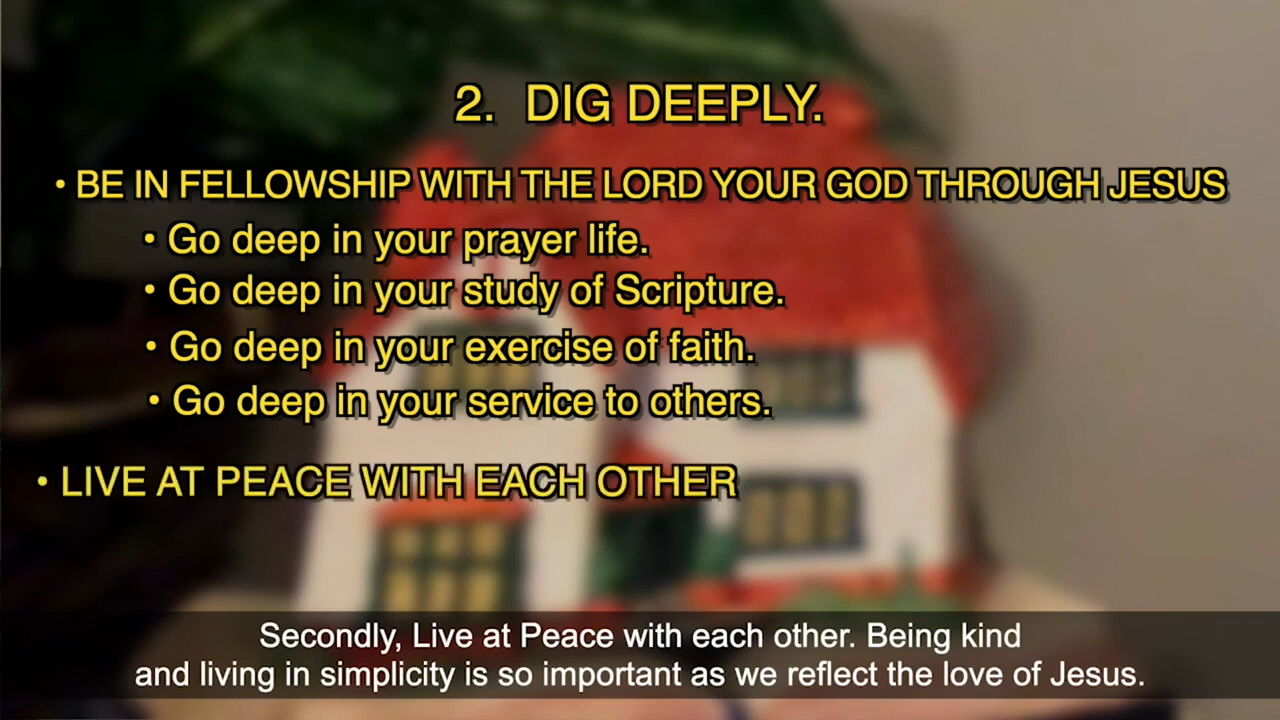 2. DIG DEEPLY.
• BE IN FELLOWSHIP WITH THE LORD YOUR GOD THROUGH JESUS
• Go deep in your prayer life.
• Go deep in your study of Scripture.
• Go deep in your exercise of faith.
• Go deep in your service to others.
• LIVE AT PEACE WITH EACH OTHER
Secondly, Live at Peace with each other. Being kind
and living in simplicity is so important as we reflect the love of Jesus.